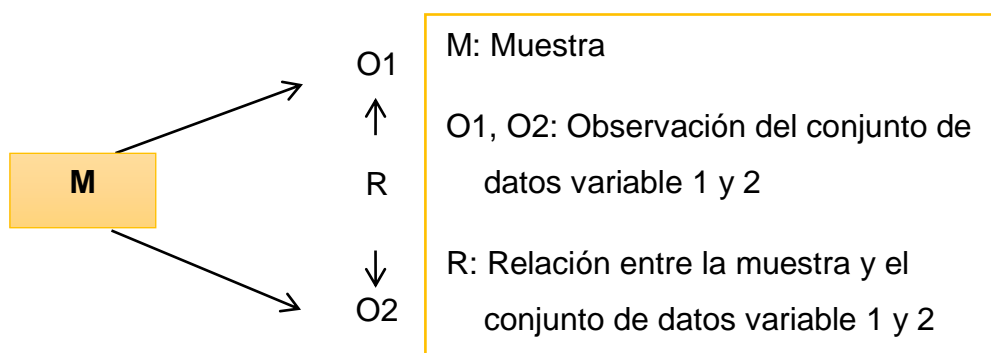 O1
M
R
O2
M: Muestra
O1, O2: Observación del conjunto de
datos variable 1 y 2
R: Relación entre la muestra y el
conjunto de datos variable 1 y 2